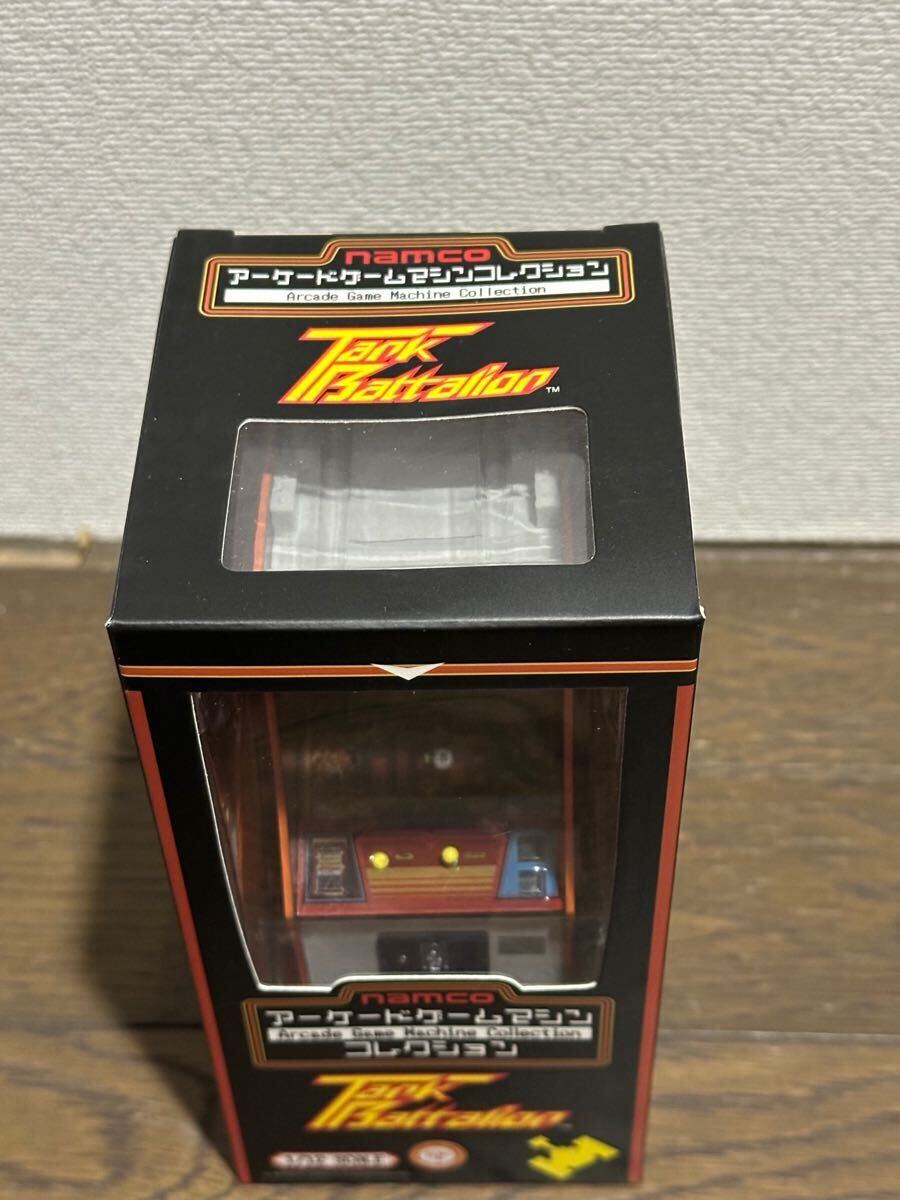 namco
アーケードゲームマシンコレクション
Arcade Game Machine Collection
Tank
Battalion™
namco
アーケードゲームマシン
Arcade Game Machine Collection
コレクション
Tank
Battalion